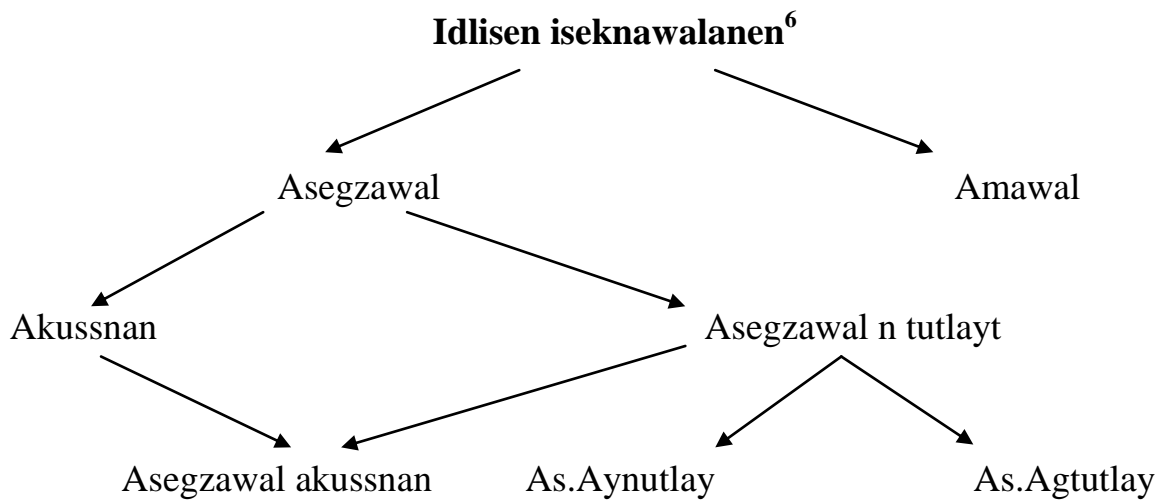 Idlisen iseknawalanen⁶
Asegzawal Amawal
Akussnan Asegzawal n tutlayt
Asegzawal akussnan As.Aynutlay As.Agtutlay